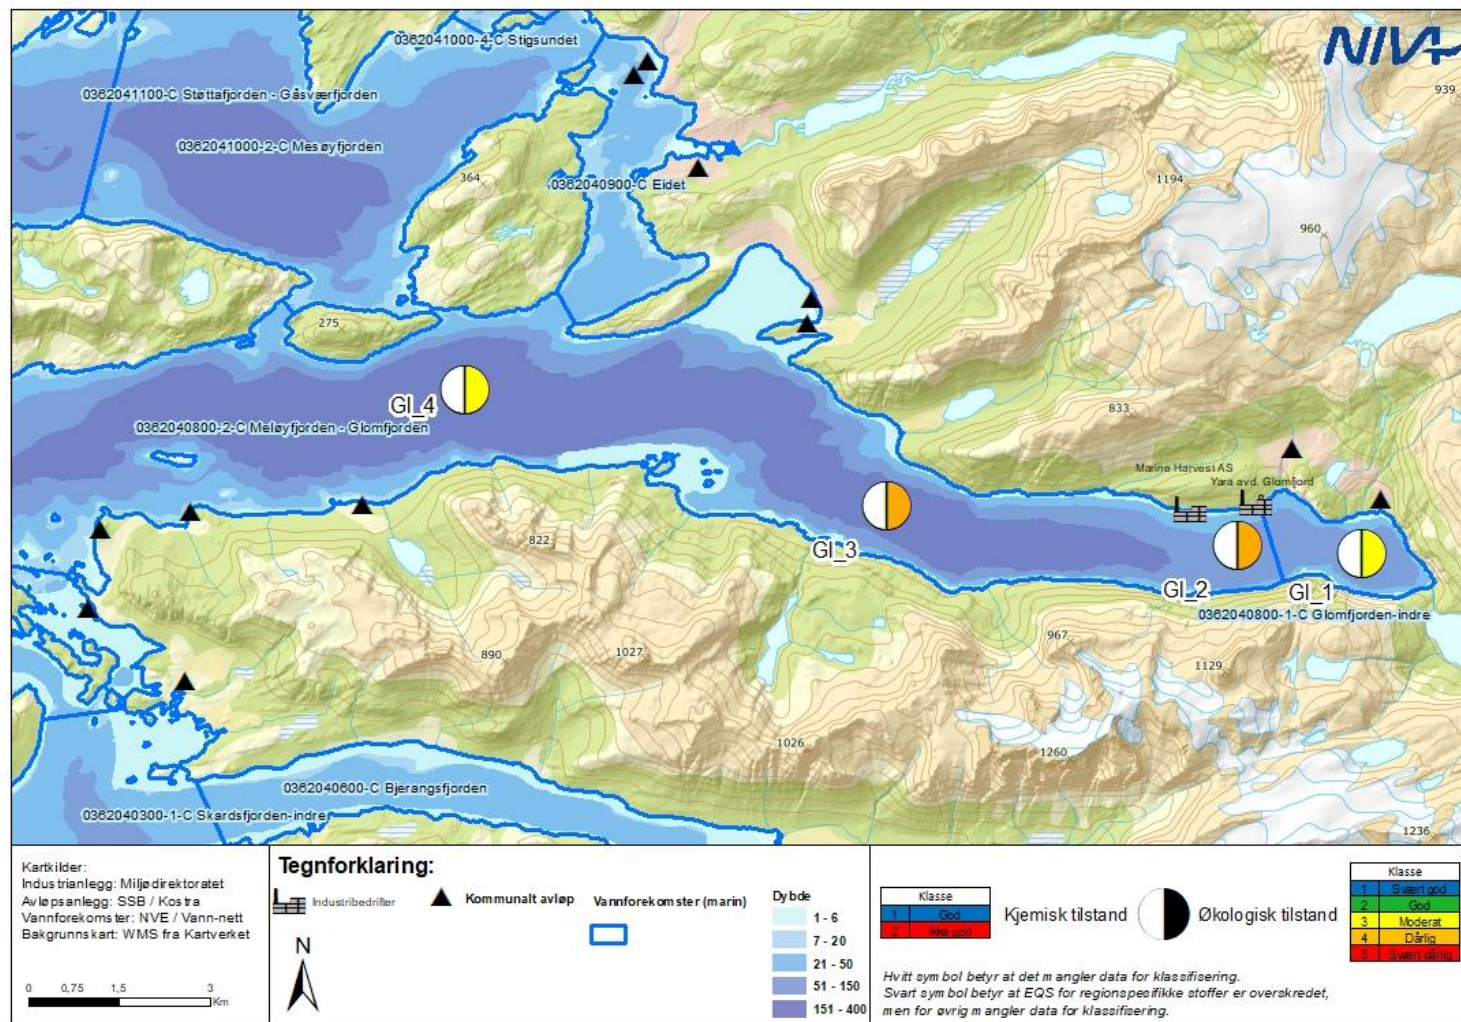 NIVA
0362041000-4-C Stigsundet
0362041100-C Støttafjorden - Gåsværfjorden
939
0362041000-2-C Mesøyfjorden
364
0362040900-C Eidet
1194
960
275
GI_4
0362040800-2-C Meløyfjorden - Glomfjorden
833
Marine Harvest AS
Yara avd. Glomfjord
822
GI_3
GI_2
GI_1
0362040800-1-C Glomfjorden-indre
967
890
1027
1129
1026
1260
0362040600-C Bjerangsfjorden
0362040300-1-C Skardsfjorden-indre
1236
Kartkilder:
Industrianlegg: Miljødirektoratet
Avløpsanlegg: SSB / Kostra
Vannforekomster: NVE / Vann-nett
Bakgrunnskart: WMS fra Kartverket
0 0,75 1,5 3
Km
Tegnforklaring:
Industribedrifter
Kommunalt avløp
Vannforekomster (marin)
N
Dybde
1 - 6
7 - 20
21 - 50
51 - 150
151 - 400
Klasse
1 God
2 Ikke god
Kjemisk tilstand
Økologisk tilstand
Klasse
1 Svært god
2 God
3 Moderat
4 Dårlig
5 Svært dårlig
Hvitt symbol betyr at det mangler data for klassifisering.
Svart symbol betyr at EQS for regionspesifikke stoffer er overskredet,
men for øvrig mangler data for klassifisering.